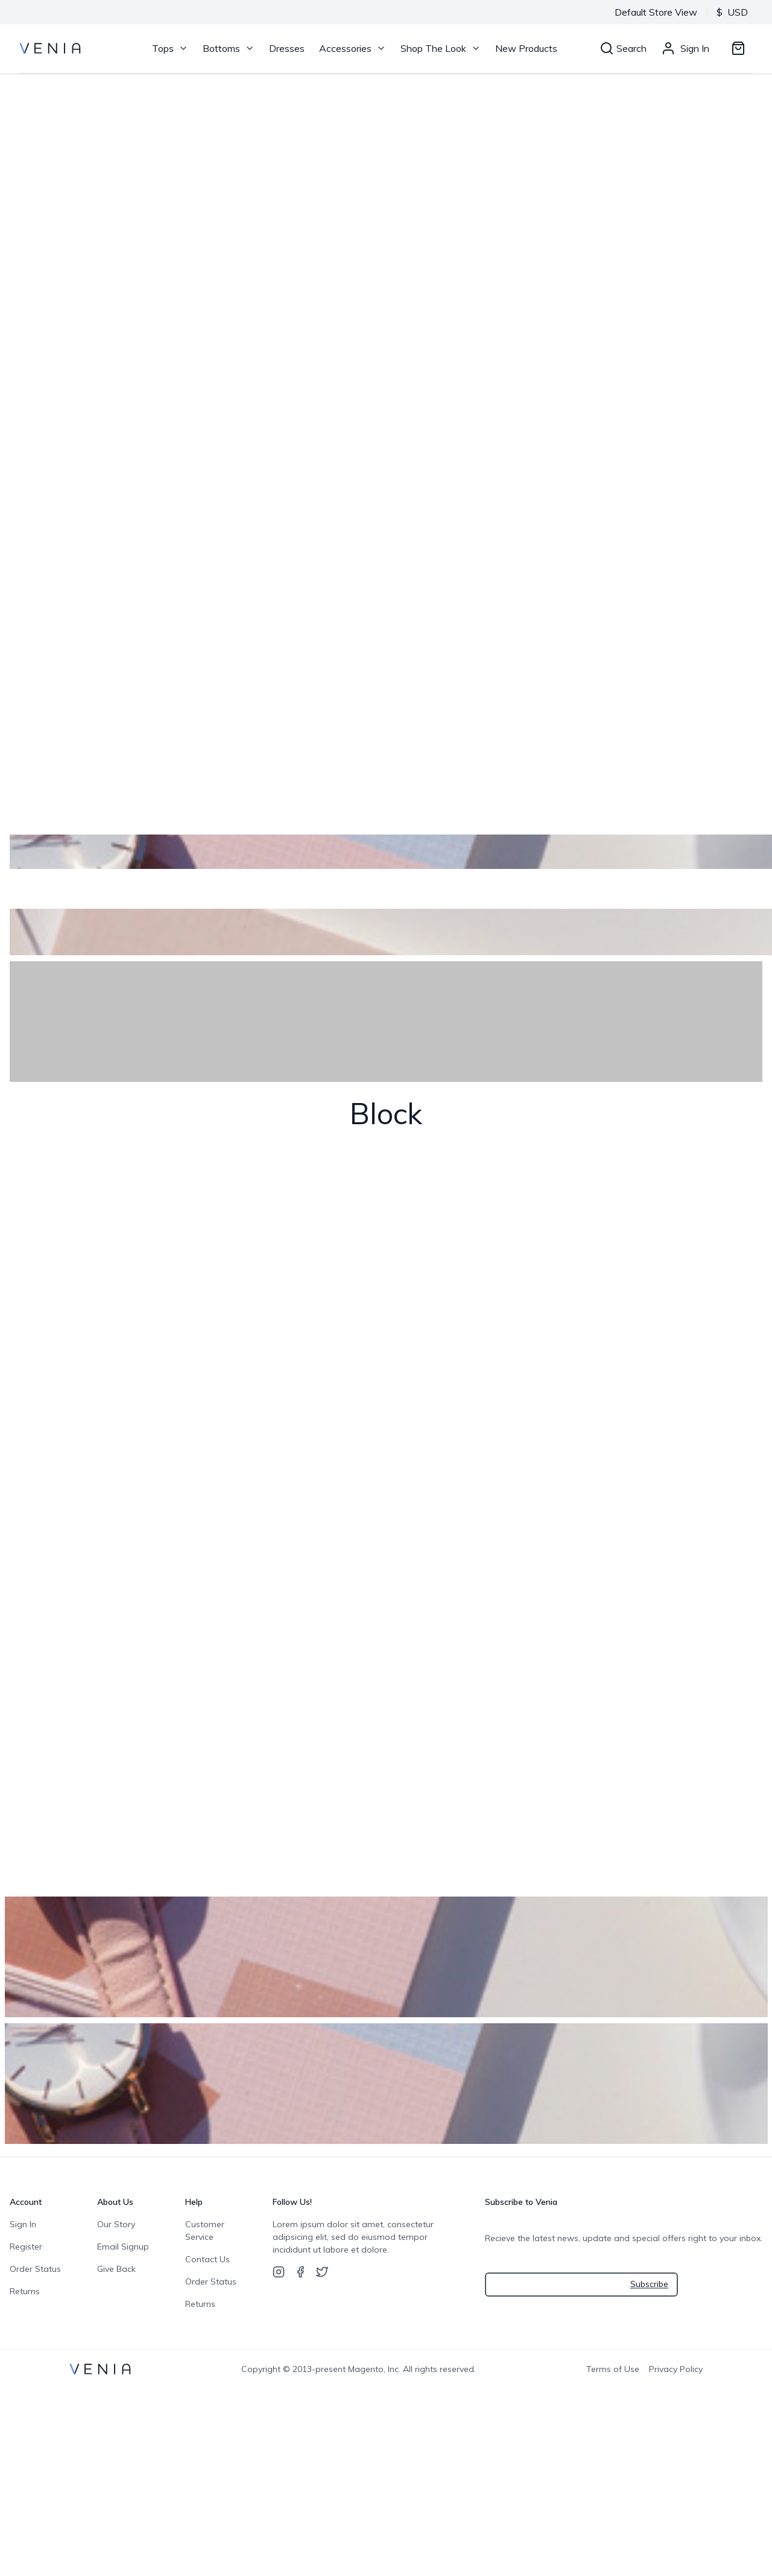 Default Store View $ USD
VENIA Tops Bottoms Dresses Accessories Shop The Look New Products Search Sign In
Block
Account
Sign In
Register
Order Status
Returns
About Us
Our Story
Email Signup
Give Back
Help
Customer
Service
Contact Us
Order Status
Returns
Follow Us!
Lorem ipsum dolor sit amet, consectetur
adipsicing elit, sed do eiusmod tempor
incididunt ut labore et dolore.
Subscribe to Venia
Recieve the latest news, update and special offers right to your inbox.
Subscribe
VENIA Copyright © 2013-present Magento, Inc. All rights reserved. Terms of Use Privacy Policy